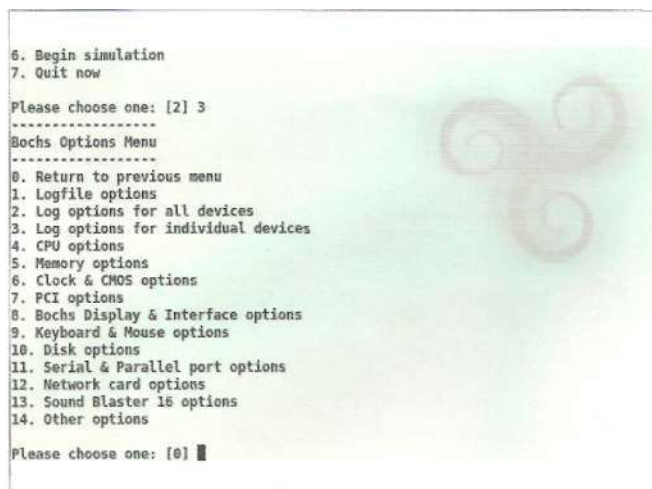 6. Begin simulation
7. Quit now
Please choose one: [2] 3
------------------
Bochs Options Menu
------------------
0. Return to previous menu
1. Logfile options
2. Log options for all devices
3. Log options for individual devices
4. CPU options
5. Memory options
6. Clock & CMOS options
7. PCI options
8. Bochs Display & Interface options
9. Keyboard & Mouse options
10. Disk options
11. Serial & Parallel port options
12. Network card options
13. Sound Blaster 16 options
14. Other options
Please choose one: [0]